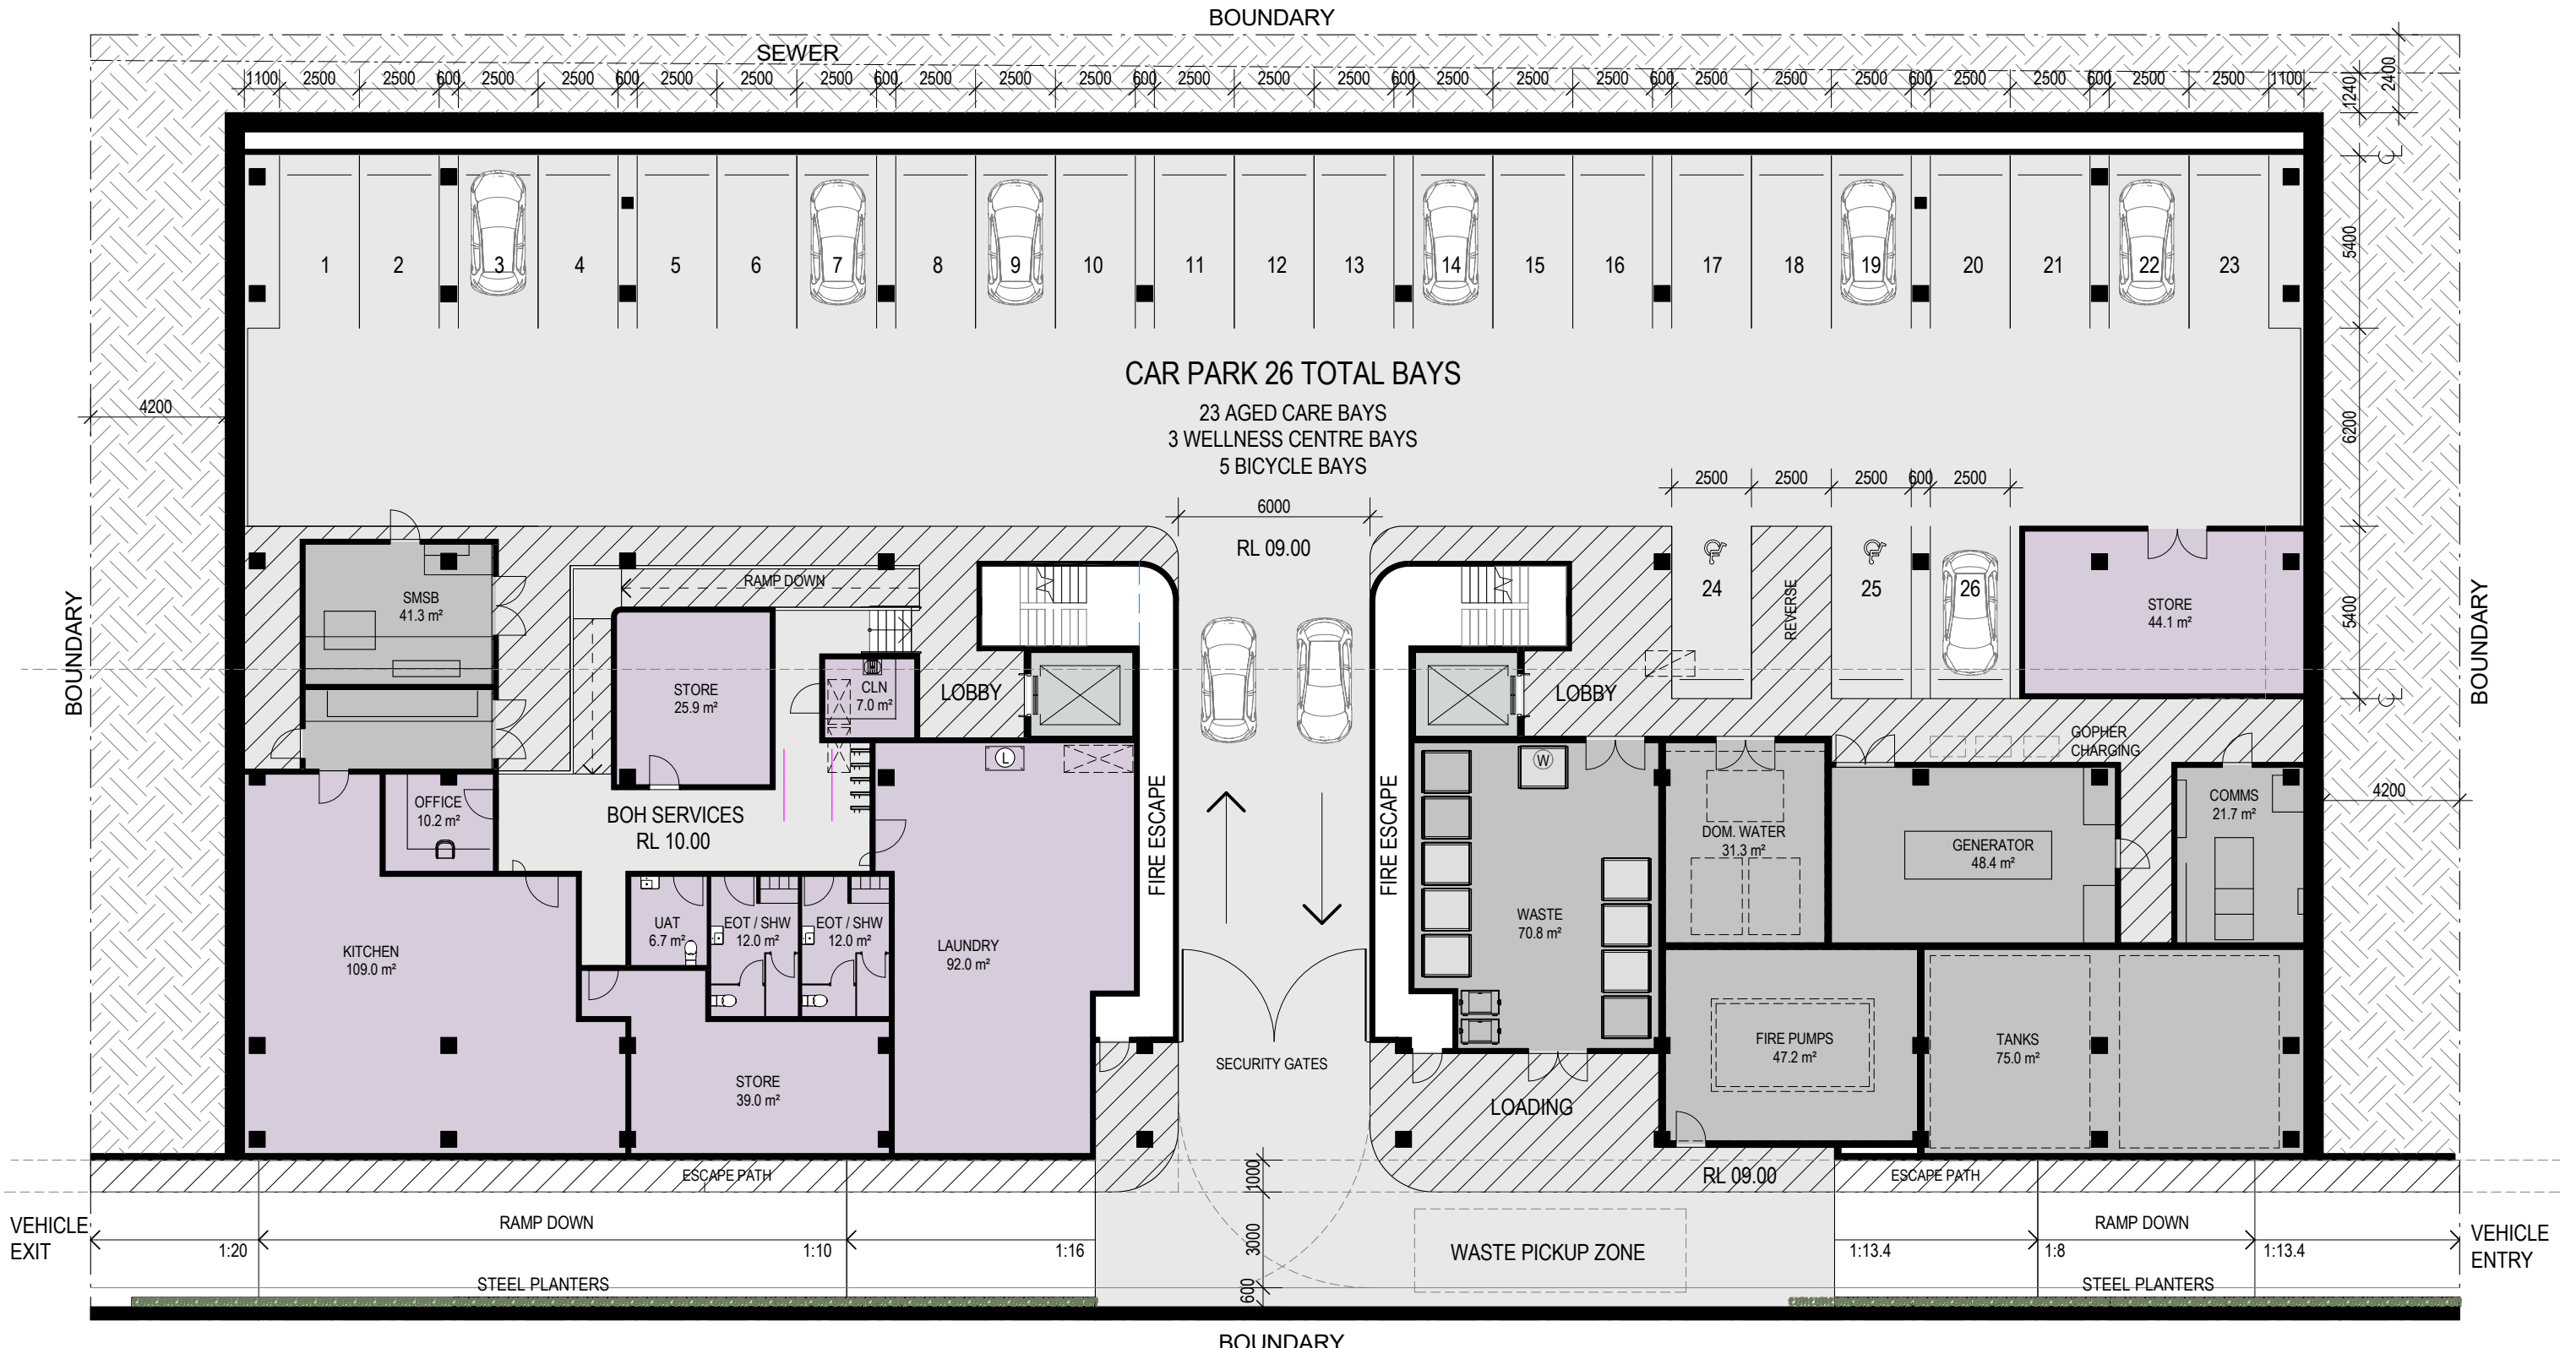 BOUNDARY
SEWER
1100 2500 2500 600 2500 2500 600 2500 2500 2500 600 2500 2500 2500 600 2500 2500 2500 600 2500 2500 2500 600 2500 2500 2500 600 2500 2500 600 2500 2500 1100
1240
2400
1 2 3 4 5 6 7 8 9 10 11 12 13 14 15 16 17 18 19 20 21 22 23
5400
CAR PARK 26 TOTAL BAYS
23 AGED CARE BAYS
3 WELLNESS CENTRE BAYS
5 BICYCLE BAYS
4200
6200
2500 2500 2500 600 2500
6000
RL 09.00
SMSB
41.3 m²
RAMP DOWN
24
REVERSE
25
26
STORE
44.1 m²
5400
BOUNDARY
BOUNDARY
STORE
25.9 m²
CLN
7.0 m²
LOBBY
LOBBY
GOPHER
CHARGING
L
W
OFFICE
10.2 m²
BOH SERVICES
RL 10.00
FIRE ESCAPE
FIRE ESCAPE
DOM. WATER
31.3 m²
GENERATOR
48.4 m²
COMMS
21.7 m²
4200
KITCHEN
109.0 m²
UAT
6.7 m²
EOT / SHW
12.0 m²
EOT / SHW
12.0 m²
LAUNDRY
92.0 m²
WASTE
70.8 m²
STORE
39.0 m²
SECURITY GATES
FIRE PUMPS
47.2 m²
TANKS
75.0 m²
LOADING
ESCAPE PATH
1000
RL 09.00
ESCAPE PATH
VEHICLE
EXIT
RAMP DOWN
1:20
1:10
1:16
3000
WASTE PICKUP ZONE
1:13.4
RAMP DOWN
1:8
1:13.4
VEHICLE
ENTRY
STEEL PLANTERS
600
STEEL PLANTERS
BOUNDARY